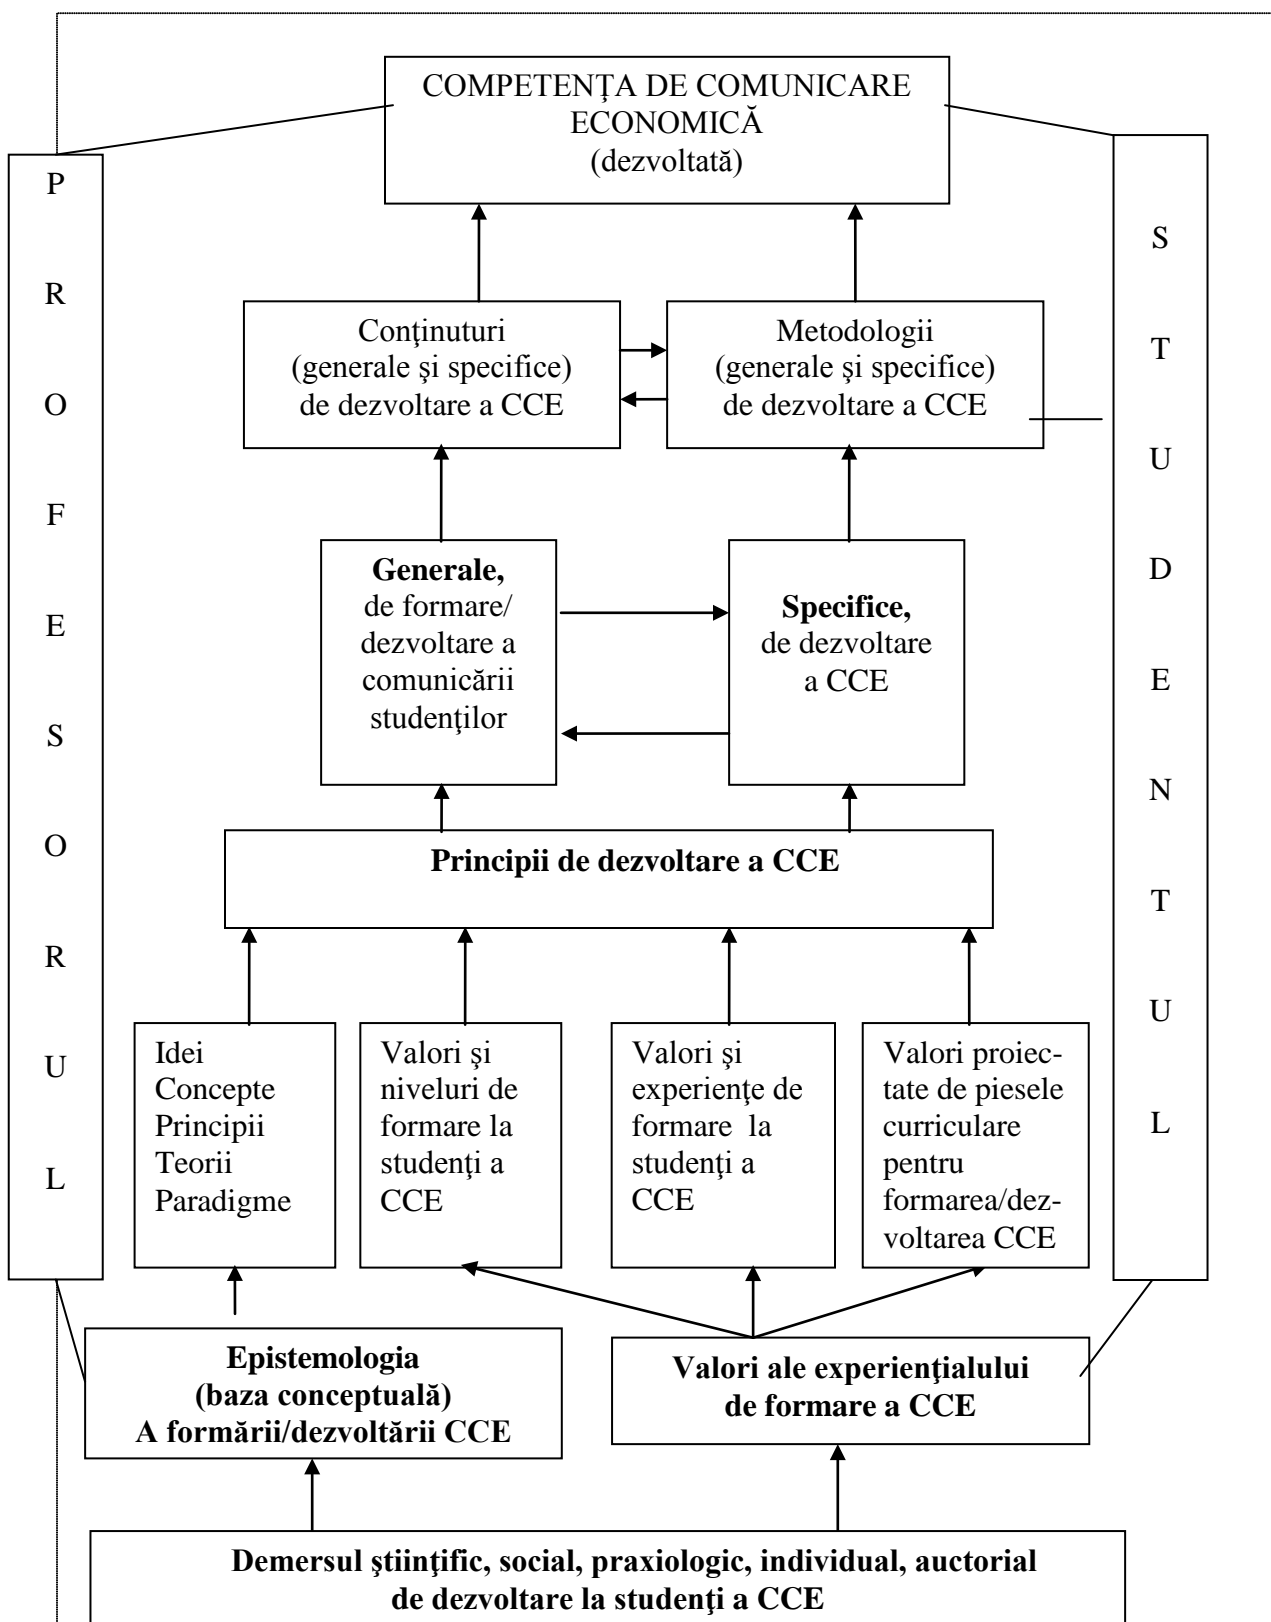 COMPETENŢA DE COMUNICARE
ECONOMICĂ
(dezvoltată)
P
R
O
F
E
S
O
R
U
L
S
T
U
D
E
N
T
U
L
Conţinuturi
(generale şi specifice)
de dezvoltare a CCE
Metodologii
(generale şi specifice)
de dezvoltare a CCE
Generale,
de formare/
dezvoltare a
comunicării
studenţilor
Specifice,
de dezvoltare
a CCE
Principii de dezvoltare a CCE
Idei
Concepte
Principii
Teorii
Paradigme
Valori şi
niveluri de
formare la
studenţi a
CCE
Valori şi
experienţe de
formare la
studenţi a
CCE
Valori proiec-
tate de piesele
curriculare
pentru
formarea/dez-
voltarea CCE
Epistemologia
(baza conceptuală)
A formării/dezvoltării CCE
Valori ale experienţialului
de formare a CCE
Demersul ştiinţific, social, praxiologic, individual, auctorial
de dezvoltare la studenţi a CCE